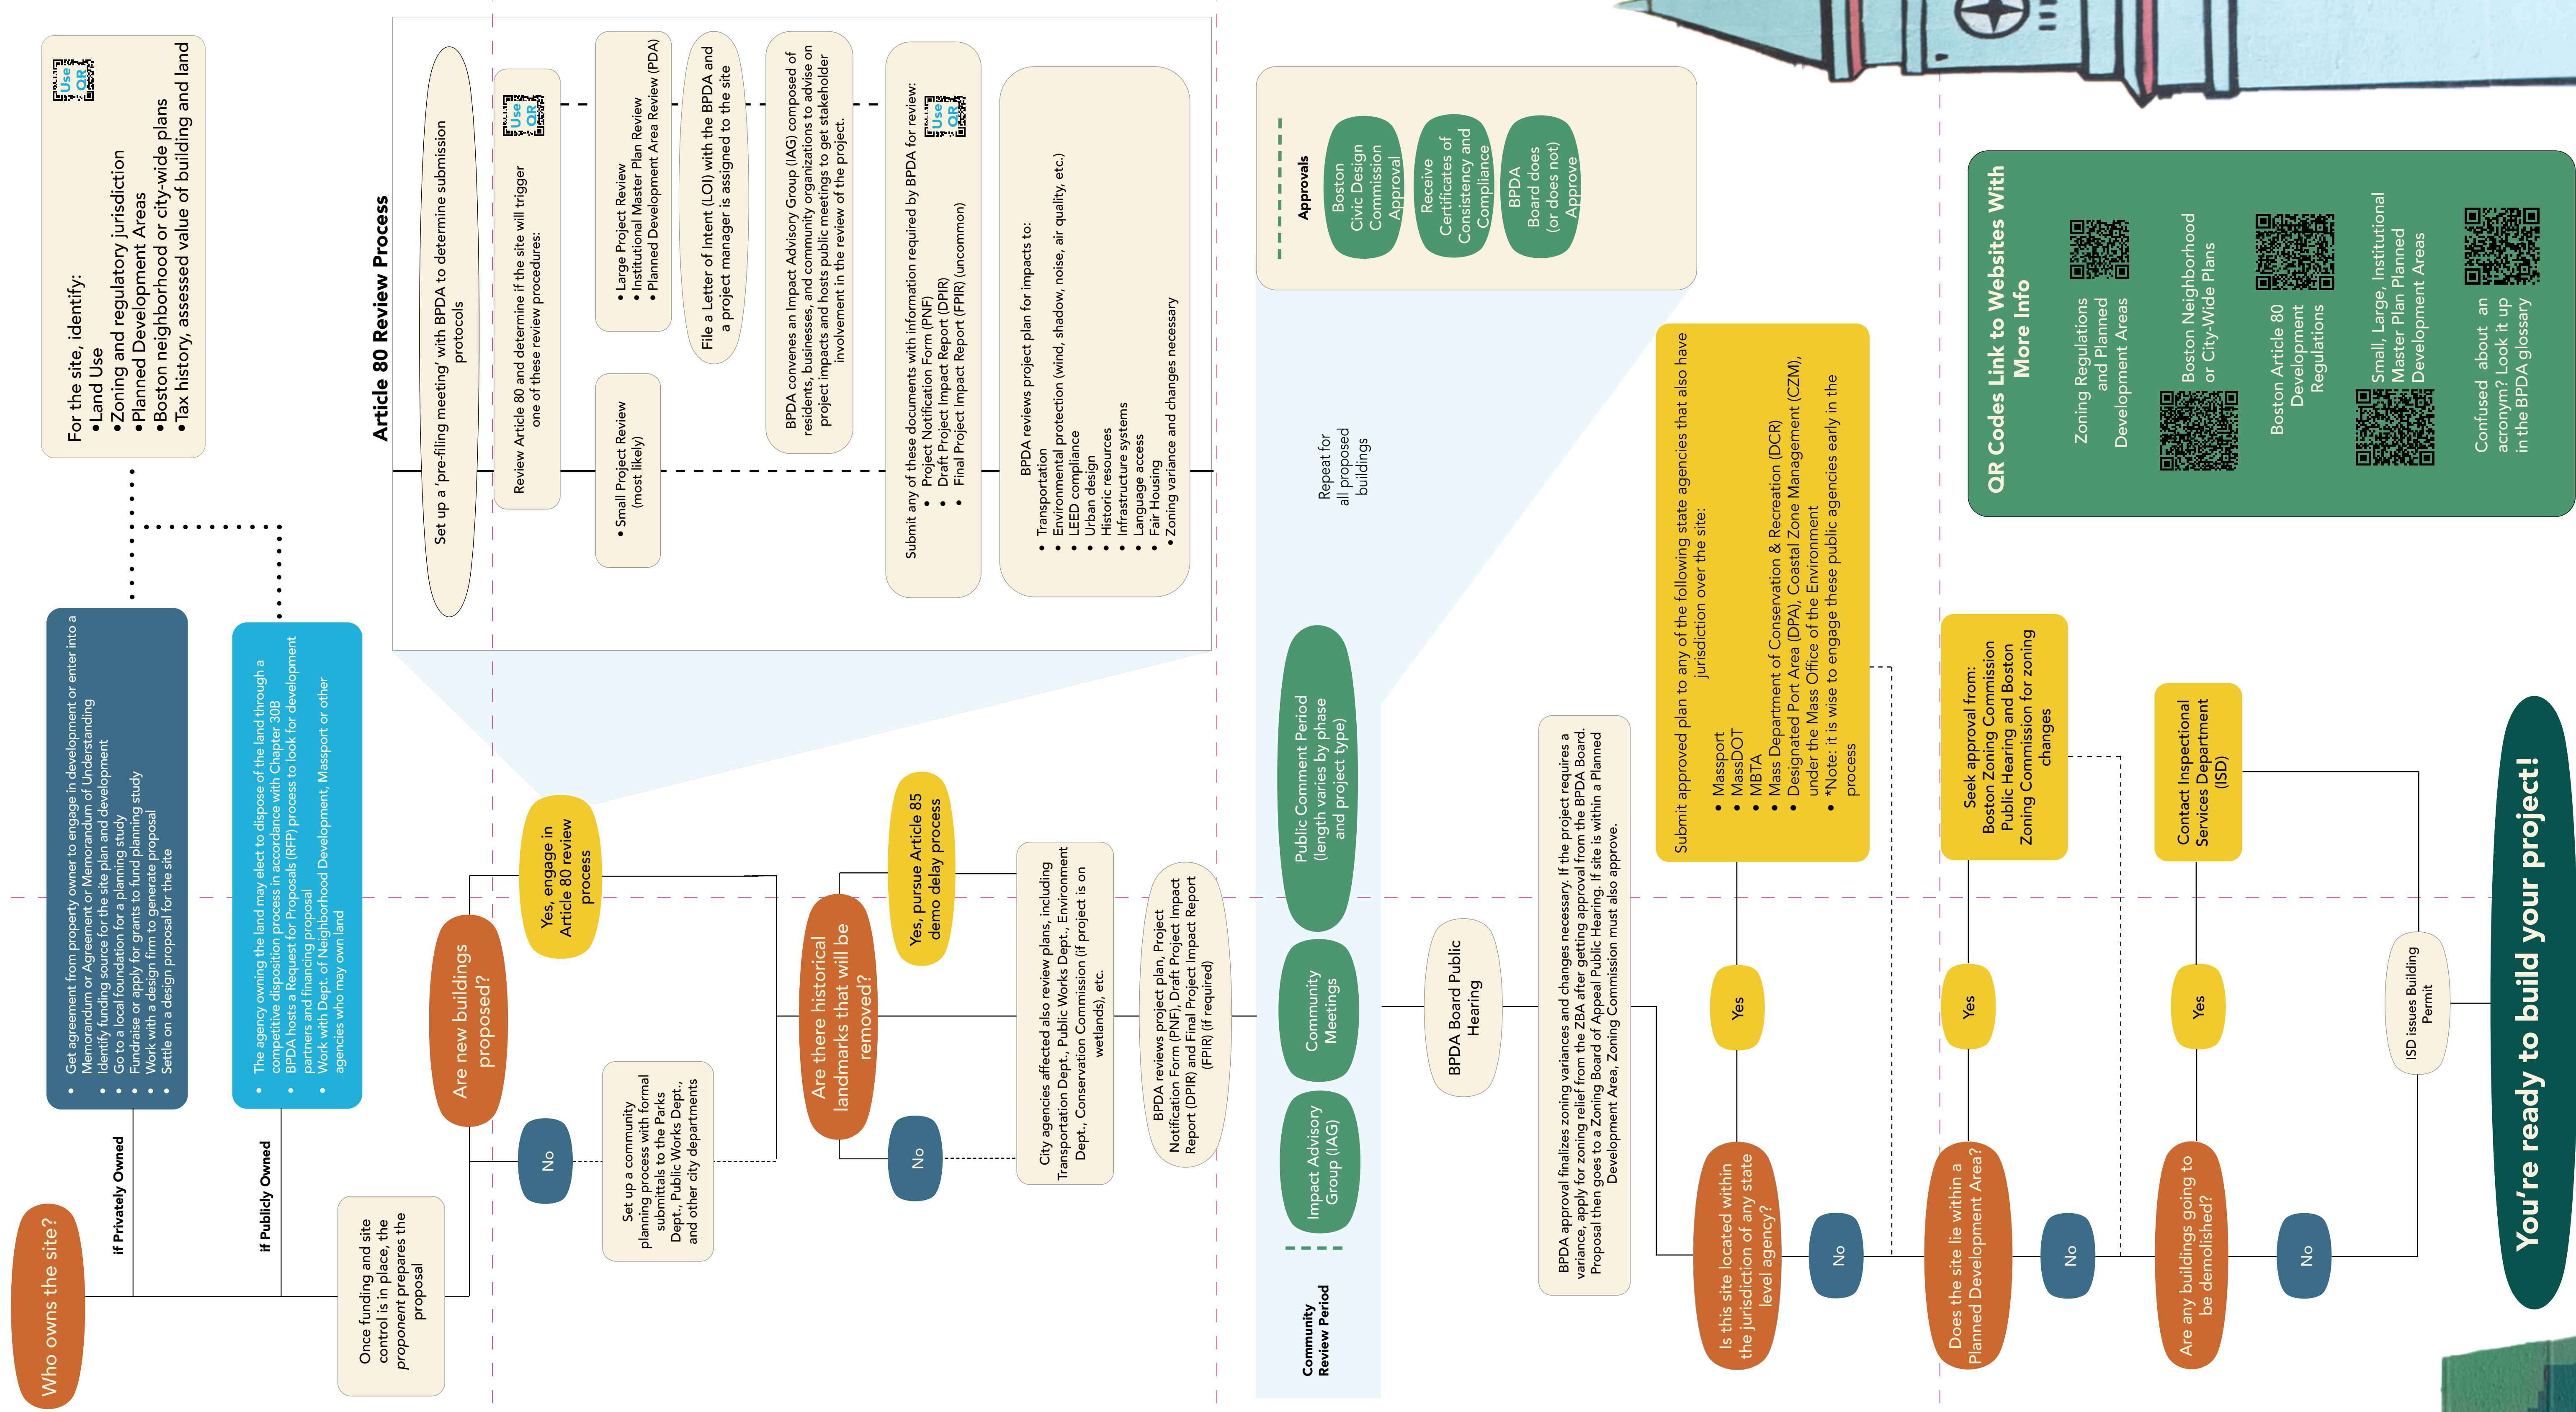 Who owns the site?
if Privately Owned
• Get agreement from property owner to engage in development or enter into a
Memorandum or Agreement or Memorandum of Understanding
• Identify funding source for the site plan and development
• Go to a local foundation for a planning study
• Fundraise or apply for grants to fund planning study
• Work with a design firm to generate proposal
• Settle on a design proposal for the site
For the site, identify:
•Land Use
•Zoning and regulatory jurisdiction
•Planned Development Areas
•Boston neighborhood or city-wide plans
•Tax history, assessed value of building and land
Use
QR
if Publicly Owned
• The agency owning the land may elect to dispose of the land through a
competitive disposition process in accordance with Chapter 30B
• BPDA hosts a Request for Proposals (RFP) process to look for development
partners and financing proposal
• Work with Dept. of Neighborhood Development, Massport or other
agencies who may own land
Once funding and site
control is in place, the
proponent prepares the
proposal
Are new buildings
proposed?
No
Set up a community
planning process with formal
submittals to the Parks
Dept., Public Works Dept.,
and other city departments
Yes, engage in
Article 80 review
process
Article 80 Review Process
Set up a ‘pre-filing meeting’ with BPDA to determine submission
protocols
Review Article 80 and determine if the site will trigger
one of these review procedures:
Use
QR
• Small Project Review
(most likely)
• Large Project Review
• Institutional Master Plan Review
• Planned Development Area Review (PDA)
File a Letter of Intent (LOI) with the BPDA and
a project manager is assigned to the site
BPDA convenes an Impact Advisory Group (IAG) composed of
residents, businesses, and community organizations to advise on
project impacts and hosts public meetings to get stakeholder
involvement in the review of the project.
Submit any of these documents with information required by BPDA for review:
• Project Notification Form (PNF)
• Draft Project Impact Report (DPIR)
• Final Project Impact Report (FPIR) (uncommon)
Use
QR
BPDA reviews project plan for impacts to:
• Transportation
• Environmental protection (wind, shadow, noise, air quality, etc.)
• LEED compliance
• Urban design
• Historic resources
• Infrastructure systems
• Language access
• Fair Housing
• Zoning variance and changes necessary
Are there historical
landmarks that will be
removed?
No
Yes, pursue Article 85
demo delay process
City agencies affected also review plans, including
Transportation Dept., Public Works Dept., Environment
Dept., Conservation Commission (if project is on
wetlands), etc.
BPDA reviews project plan, Project
Notification Form (PNF), Draft Project Impact
Report (DPIR) and Final Project Impact Report
(FPIR) (if required)
Community
Review Period
Impact Advisory
Group (IAG)
Community
Meetings
Public Comment Period
(length varies by phase
and project type)
Repeat for
all proposed
buildings
Approvals
Boston
Civic Design
Commission
Approval
Receive
Certificates of
Consistency and
Compliance
BPDA
Board does
(or does not)
Approve
BPDA Board Public
Hearing
BPDA approval finalizes zoning variances and changes necessary. If the project requires a
variance, apply for zoning relief from the ZBA after getting approval from the BPDA Board.
Proposal then goes to a Zoning Board of Appeal Public Hearing. If site is within a Planned
Development Area, Zoning Commission must also approve.
Is this site located within
the jurisdiction of any state
level agency?
Yes
Submit approved plan to any of the following state agencies that also have
jurisdiction over the site:
• Massport
• MassDOT
• MBTA
• Mass Department of Conservation & Recreation (DCR)
• Designated Port Area (DPA), Coastal Zone Management (CZM),
under the Mass Office of the Environment
• *Note: it is wise to engage these public agencies early in the
process
No
Does the site lie within a
Planned Development Area?
Yes
Seek approval from:
Boston Zoning Commission
Public Hearing and Boston
Zoning Commission for zoning
changes
No
Are any buildings going to
be demolished?
Yes
Contact Inspectional
Services Department
(ISD)
No
ISD issues Building
Permit
You’re ready to build your project!
QR Codes Link to Websites With
More Info
Zoning Regulations
and Planned
Development Areas
Boston Neighborhood
or City-Wide Plans
Boston Article 80
Development
Regulations
Small, Large, Institutional
Master Plan Planned
Development Areas
Confused about an
acronym? Look it up
in the BPDA glossary